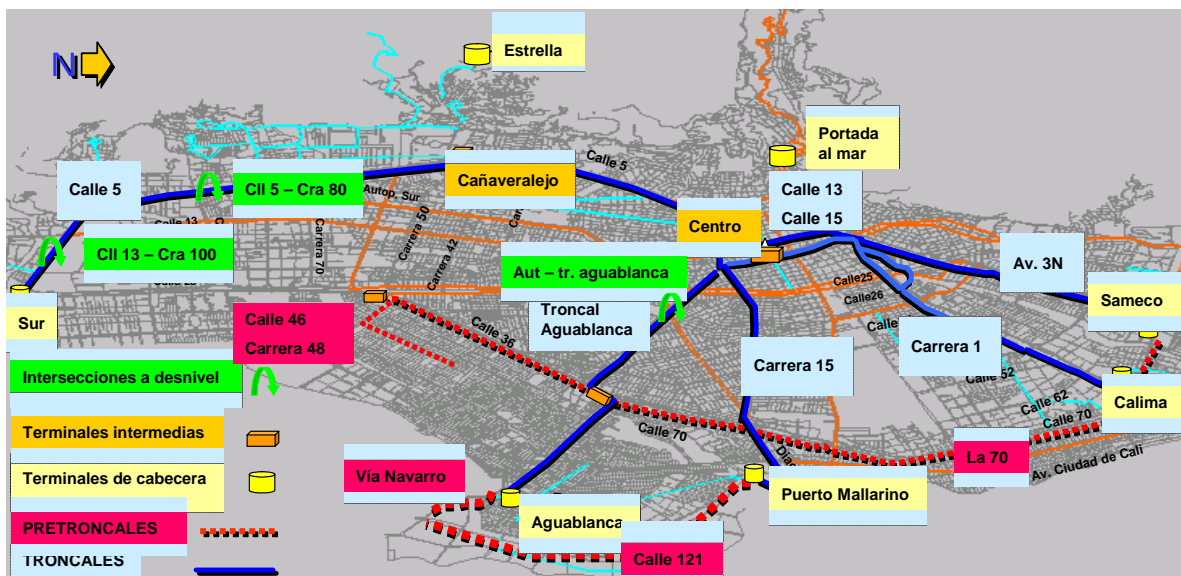 N
Estrella
Portada
al mar
Calle 5
Calle 5
Cll 5 – Cra 80
Cañaveralejo
Autop. Sur
Calle 13
Calle 15
Centro
Calle 13
Carrera 70
Carrera 50
Carrera 42
Cll 13 – Cra 100
Aut – tr. aguablanca
Av. 3N
Calle25
Calle26
Sameco
Sur
Calle 46
Carrera 48
Troncal
Aguablanca
Calle 36
Carrera 15
Carrera 1
Calle
Calle 52
Calle 62
Calle 70
Calima
Intersecciones a desnivel
Terminales intermedias
Calle 70
La 70
Av. Ciudad de Cali
Terminales de cabecera
Vía Navarro
Puerto Mallarino
Aguablanca
PRETRONCALES
Calle 121
TRONCALES